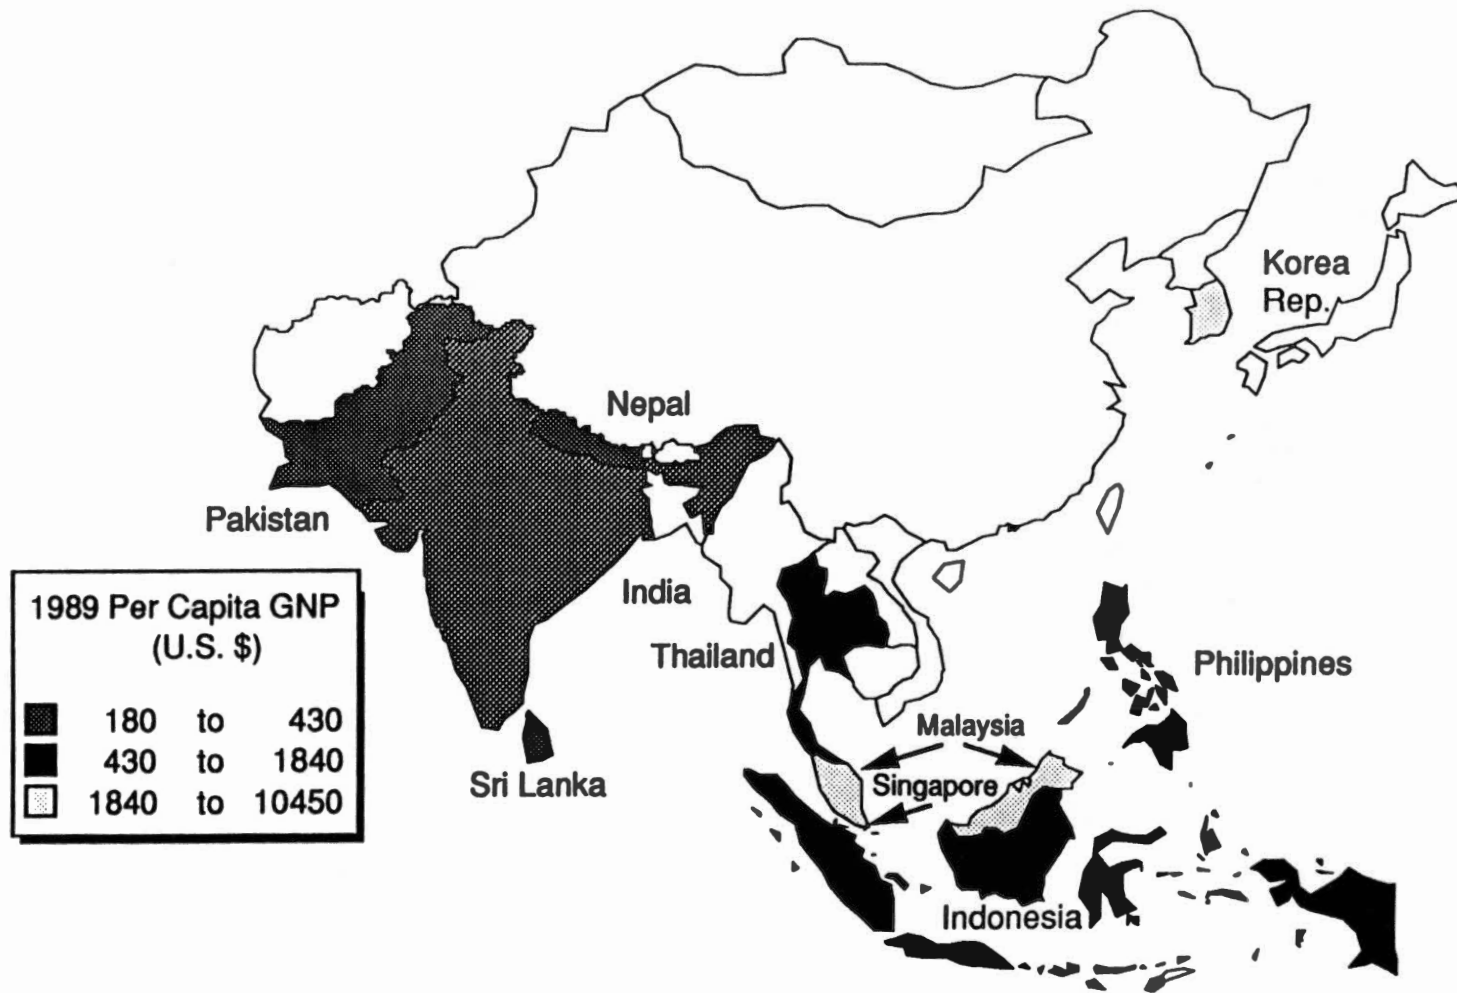 Korea
Rep.
Nepal
Pakistan
India
Thailand
Philippines
Malaysia
Singapore
Sri Lanka
Indonesia
1989 Per Capita GNP
(U.S. $)
180 to 430
430 to 1840
1840 to 10450